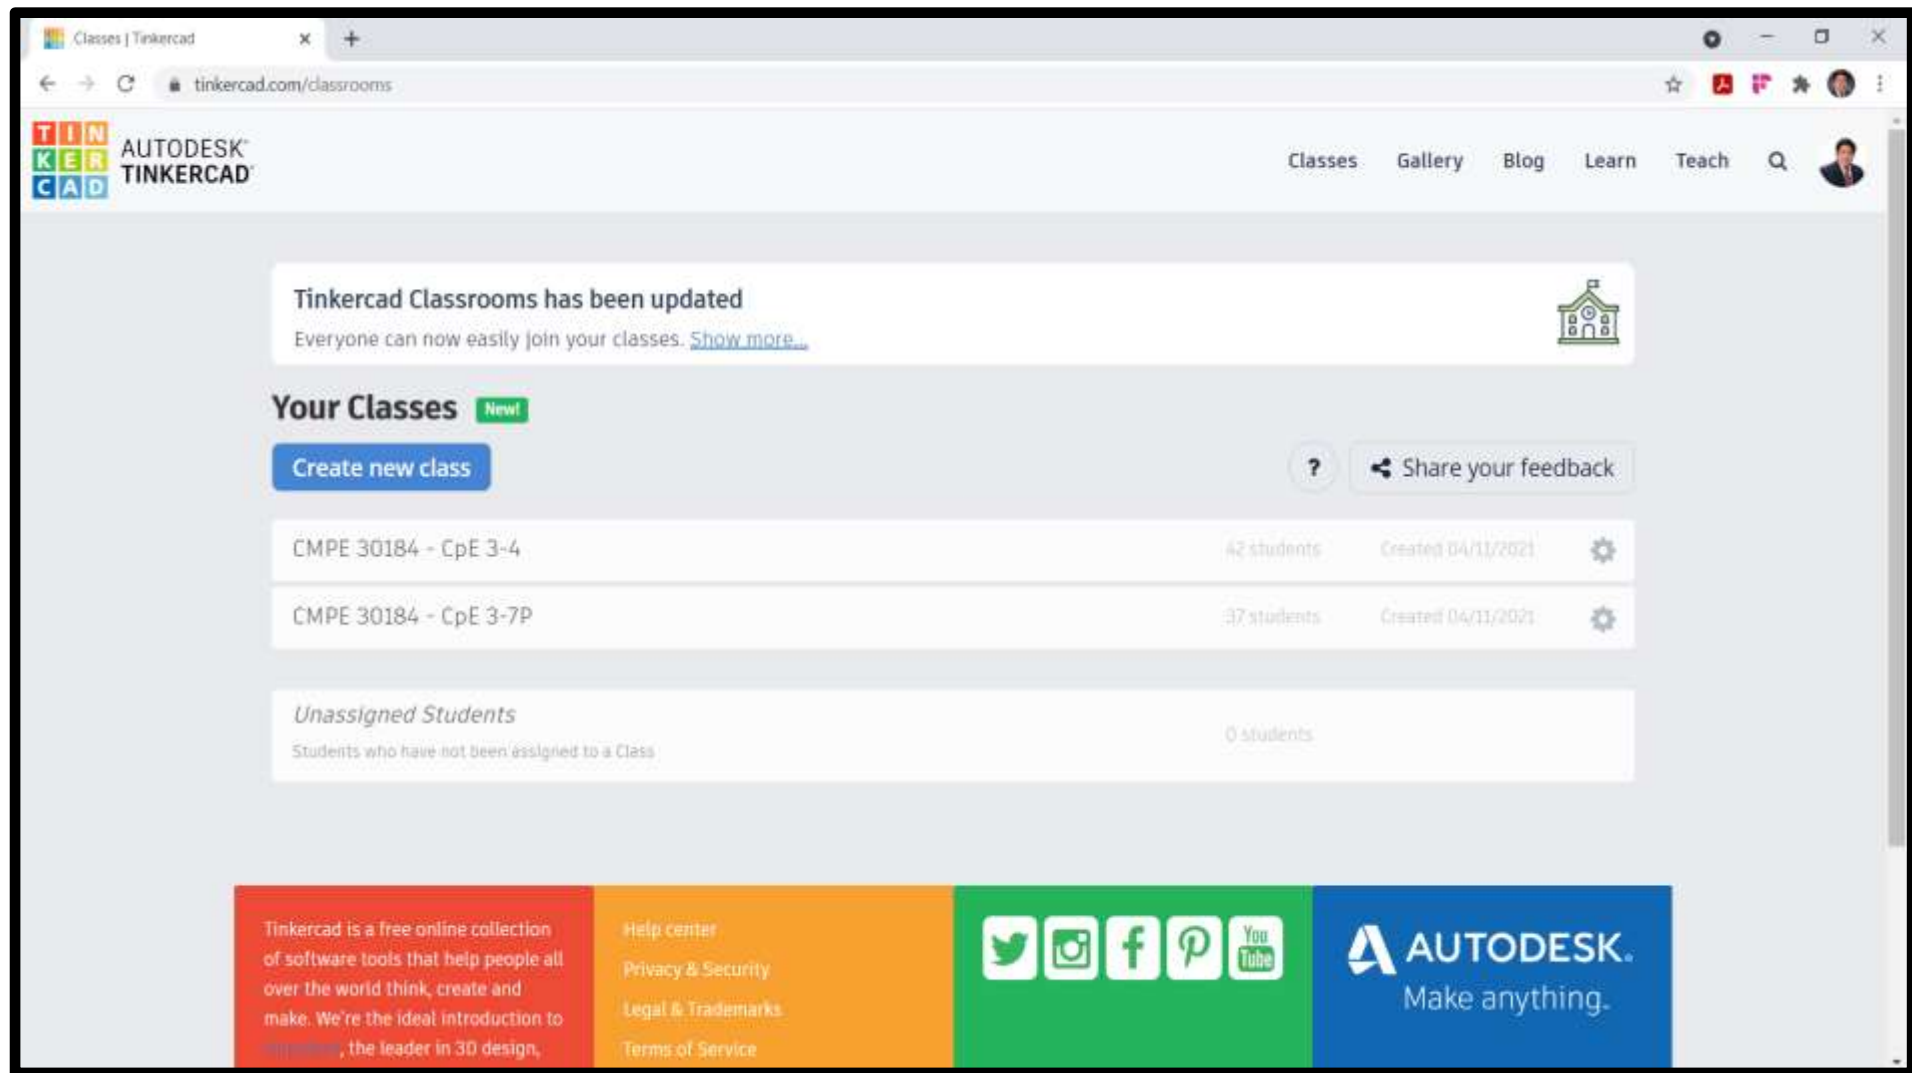 Classes | Tinkercad
tinkercad.com/classrooms
TIN
KER
CAD
AUTODESK
TINKERCAD
Classes Gallery Blog Learn Teach
Tinkercad Classrooms has been updated
Everyone can now easily join your classes. Show more...
Your Classes New!
Create new class
? Share your feedback
CMPE 30184 - CpE 3-4 42 students Created 04/11/2021
CMPE 30184 - CpE 3-7P 37 students Created 04/11/2021
Unassigned Students
Students who have not been assigned to a Class
0 students
Tinkercad is a free online collection
of software tools that help people all
over the world think, create and
make. We're the ideal introduction to
, the leader in 3D design,
Help center
Privacy & Security
Legal & Trademarks
Terms of Service
You
Tube
AUTODESK.
Make anything.